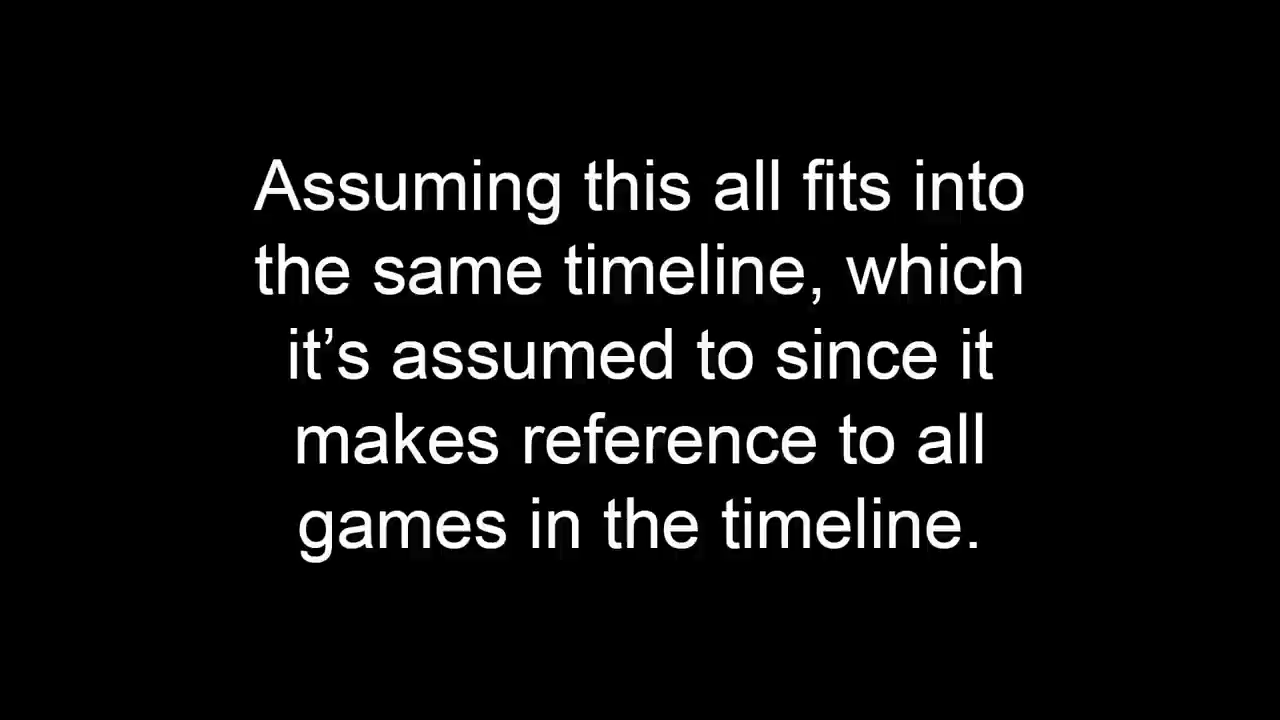 Assuming this all fits into
the same timeline, which
it’s assumed to since it
makes reference to all
games in the timeline.